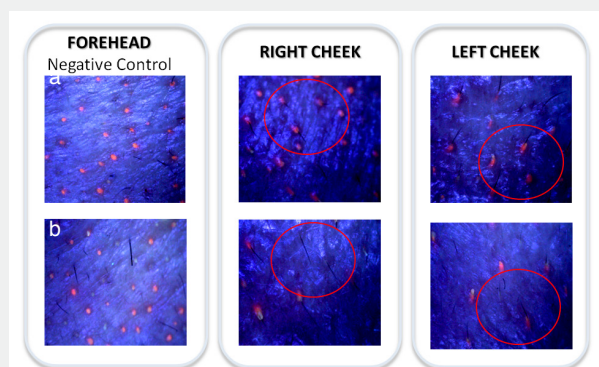 FOREHEAD
Negative Control
RIGHT CHEEK
LEFT CHEEK
a
b